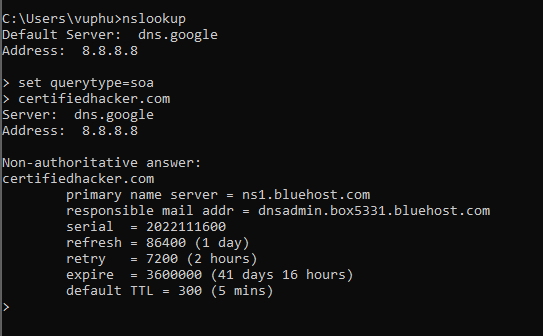 C:\Users\vuphu>nslookup
Default Server:  dns.google
Address:  8.8.8.8

> set querytype=soa
> certifiedhacker.com
Server:  dns.google
Address:  8.8.8.8

Non-authoritative answer:
certifiedhacker.com
        primary name server = ns1.bluehost.com
        responsible mail addr = dnsadmin.box5331.bluehost.com
        serial  = 2022111600
        refresh = 86400 (1 day)
        retry   = 7200 (2 hours)
        expire  = 3600000 (41 days 16 hours)
        default TTL = 300 (5 mins)
>